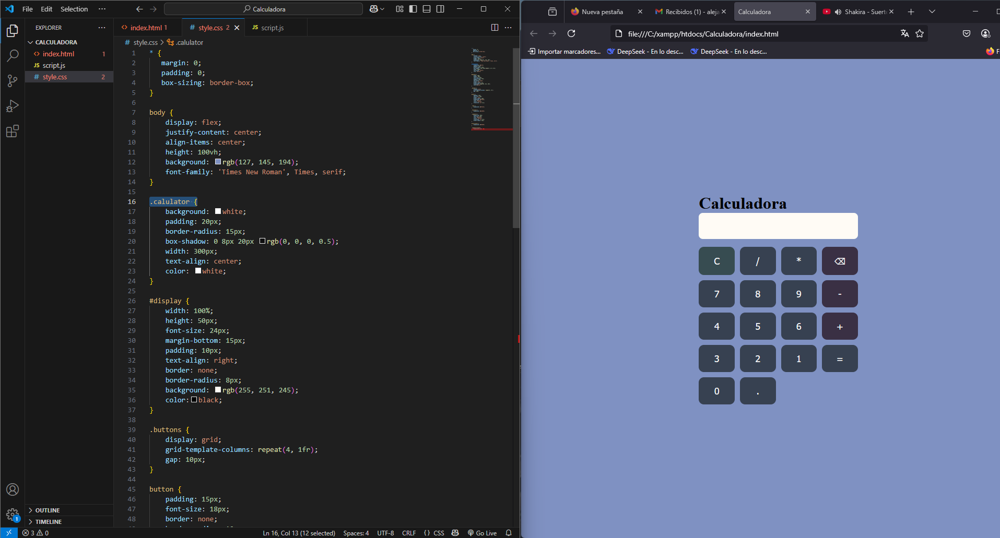 File Edit Selection ···
Calculadora
EXPLORER ···
CALCULADORA
index.html 1
script.js
style.css 2
OUTLINE
TIMELINE
index.html 1
style.css 2
JS script.js
# style.css > .calulator
1 * {
2 margin: 0;
3 padding: 0;
4 box-sizing: border-box;
5 }
6
7 body {
8 display: flex;
9 justify-content: center;
10 align-items: center;
11 height: 100vh;
12 background: rgb(127, 145, 194);
13 font-family: 'Times New Roman', Times, serif;
14 }
15
16 .calulator {
17 background: white;
18 padding: 20px;
19 border-radius: 15px;
20 box-shadow: 0 8px 20px rgb(0, 0, 0, 0.5);
21 width: 300px;
22 text-align: center;
23 color: white;
24 }
25
26 #display {
27 width: 100%;
28 height: 50px;
29 font-size: 24px;
30 margin-bottom: 15px;
31 padding: 10px;
32 text-align: right;
33 border: none;
34 border-radius: 8px;
35 background: rgb(255, 251, 245);
36 color: black;
37 }
38
39 .buttons {
40 display: grid;
41 grid-template-columns: repeat(4, 1fr);
42 gap: 10px;
43 }
44
45 button {
46 padding: 15px;
47 font-size: 18px;
48 border: none;
1
3 0
Ln 16, Col 13 (12 selected) Spaces: 4 UTF-8 CRLF {} CSS Go Live
Nueva pestaña
Recibidos (1) - aleja
Calculadora
Shakira - Suert
file:///C:/xampp/htdocs/Calculadora/index.html
Importar marcadores... DeepSeek - En lo desc... DeepSeek - En lo desc... F
Calculadora
C / * ⌫
7 8 9 -
4 5 6 +
3 2 1 =
0 .